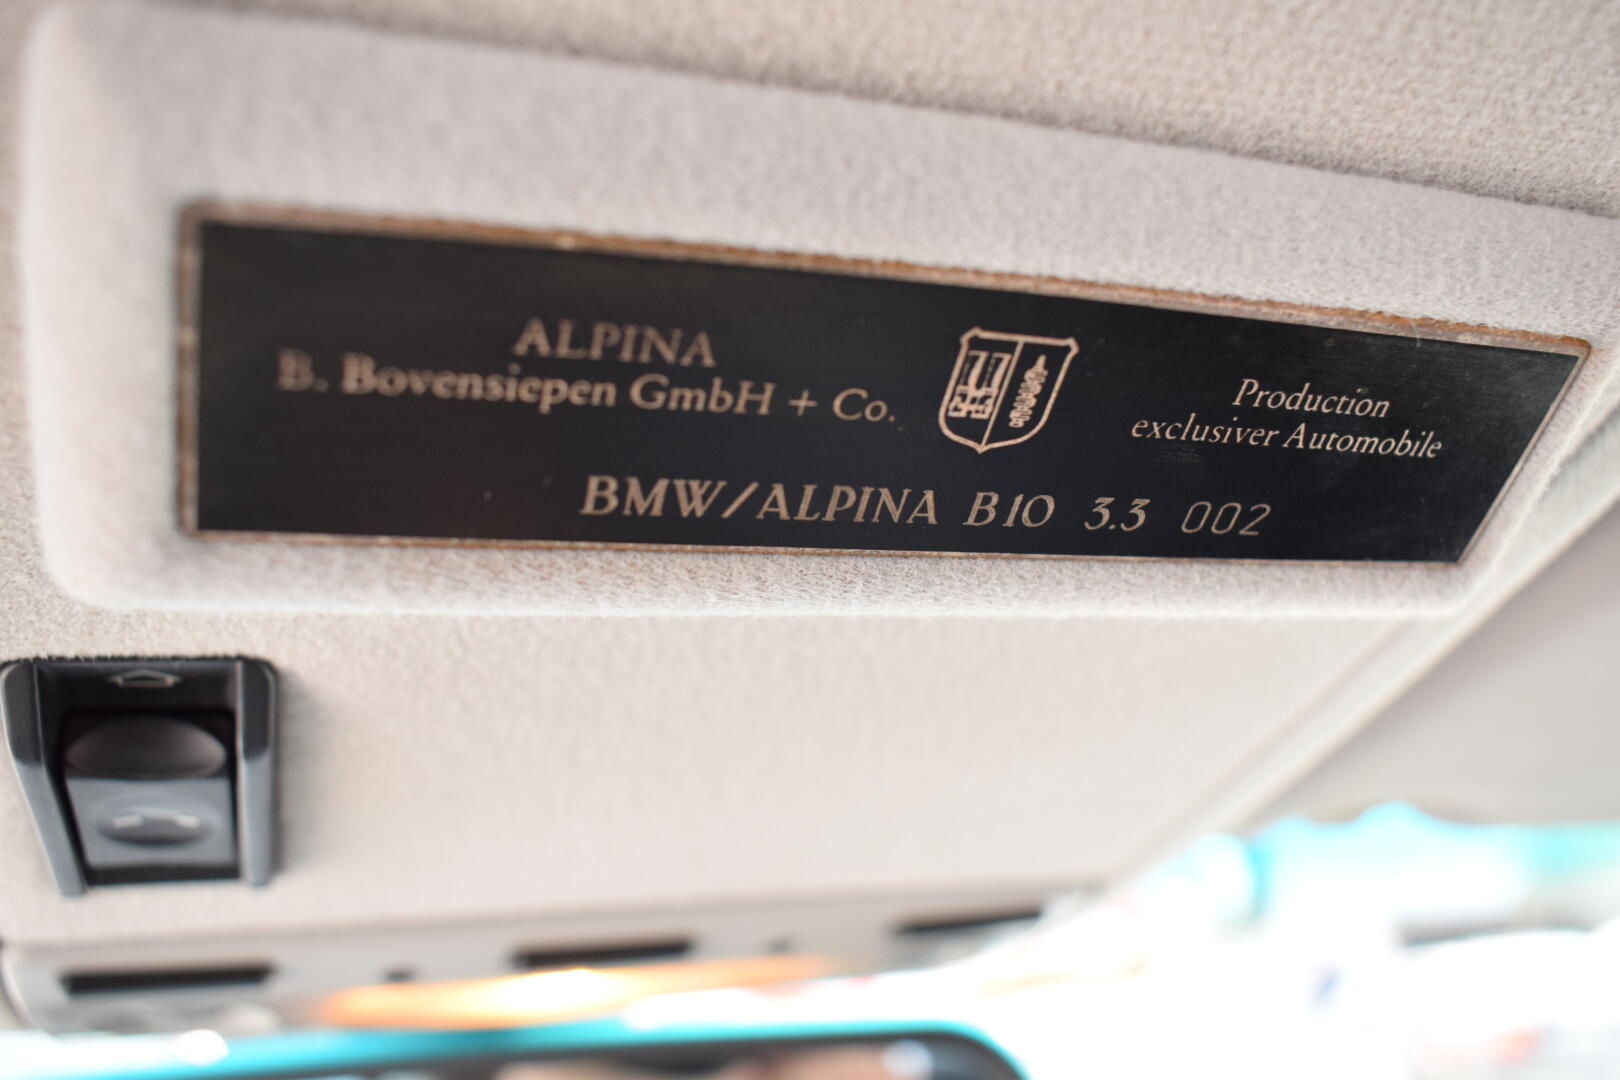 ALPINA
B. Bovensiepen GmbH + Co.
Production
exclusiver Automobile
BMW/ALPINA B10 3.3 002